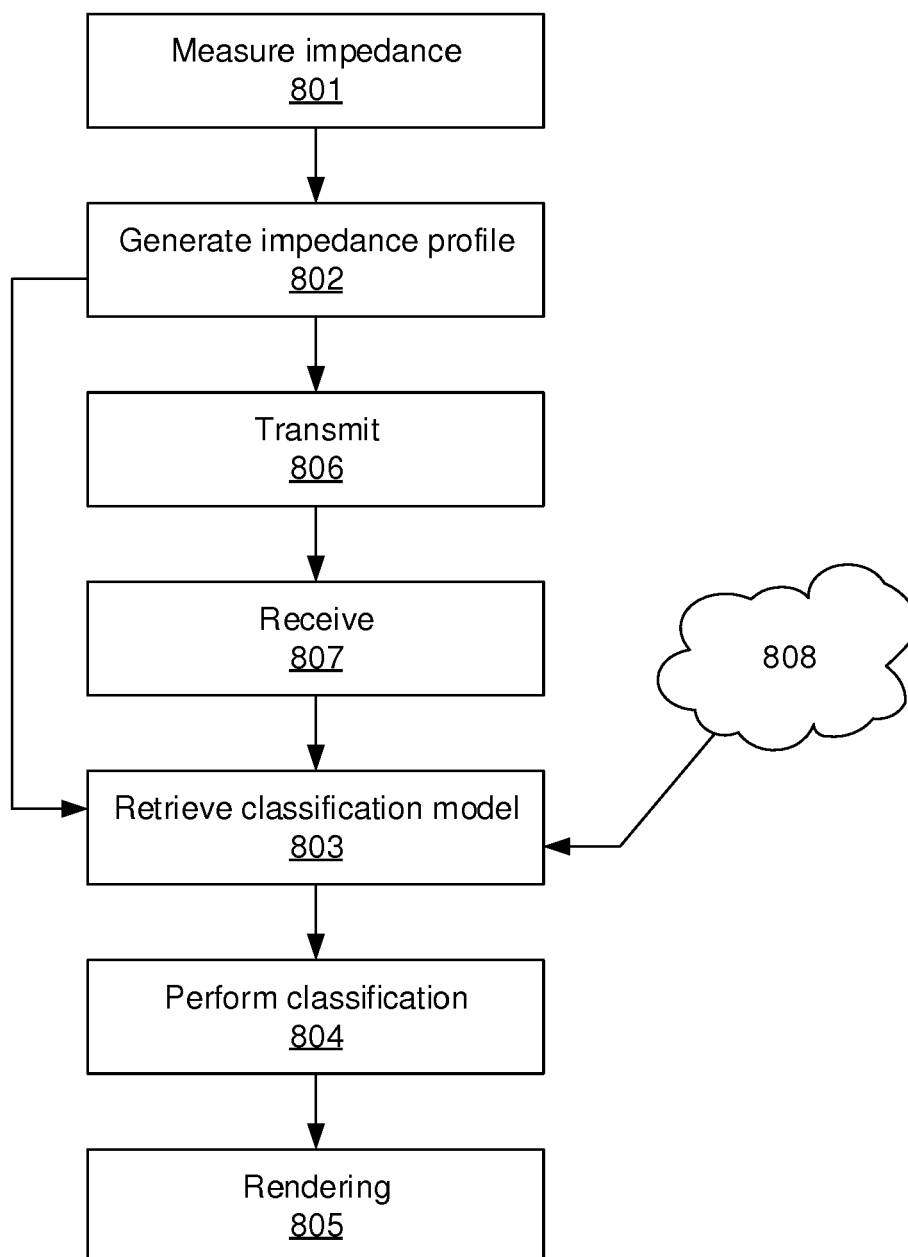 Measure impedance
801
Generate impedance profile
802
Transmit
806
Receive
807
808
Retrieve classification model
803
Perform classification
804
Rendering
805